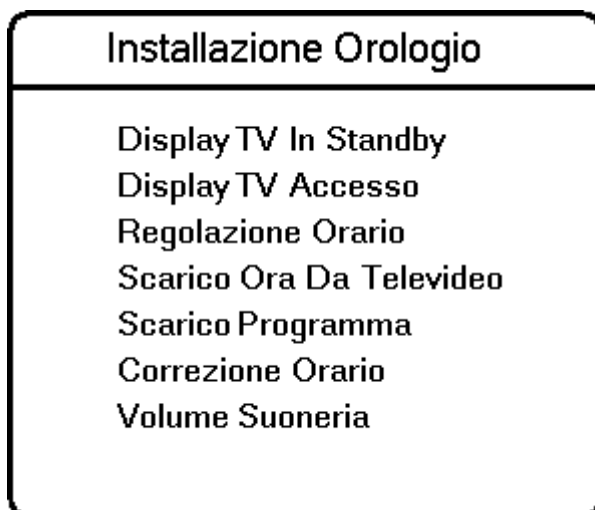 Installazione Orologio
Display TV In Standby
Display TV Accesso
Regolazione Orario
Scarico Ora Da Televideo
Scarico Programma
Correzione Orario
Volume Suoneria